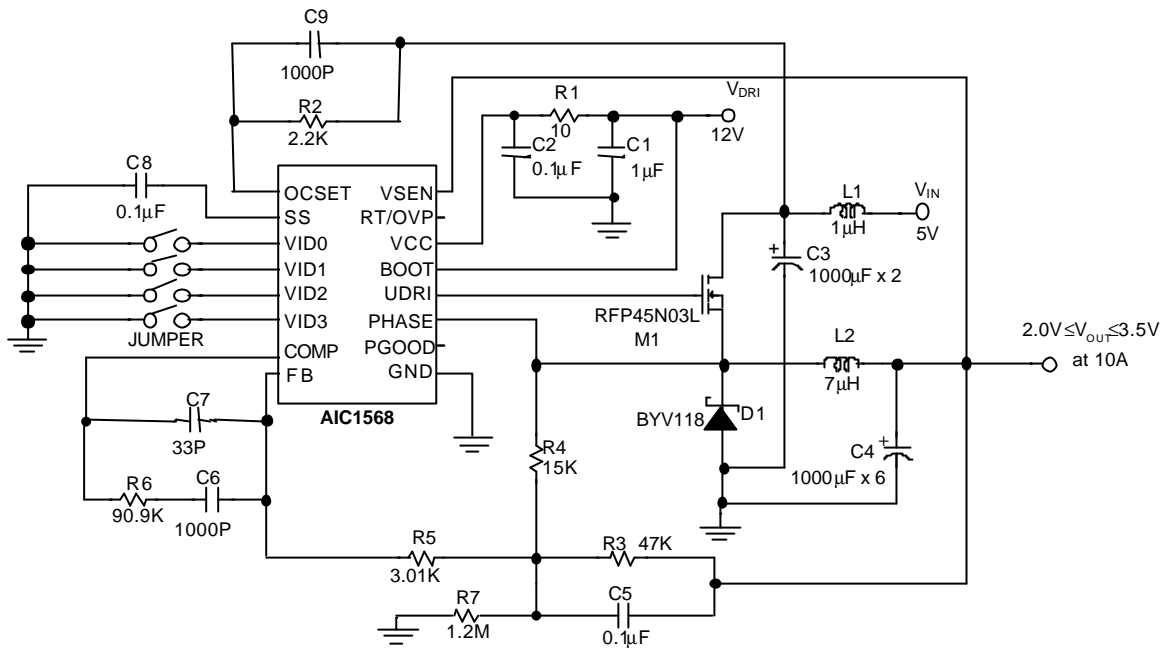 C9
1000P
R2
2.2K
V_DRI
R1
10
12V
C2
0.1μF
C1
1μF
C8
0.1μF
OCSET
VSEN
SS
RT/OVP
VID0
VCC
VID1
BOOT
VID2
UDRI
VID3
PHASE
JUMPER
COMP
PGOOD
FB
GND
AIC1568
L1
1μH
V_IN
5V
+
C3
1000μF x 2
RFP45N03L
M1
L2
7μH
2.0V ≤V_OUT≤3.5V
at 10A
BYV118
D1
+
C4
1000μF x 6
C7
33P
R4
15K
R6
90.9K
C6
1000P
R5
3.01K
R3 47K
R7
1.2M
C5
0.1μF